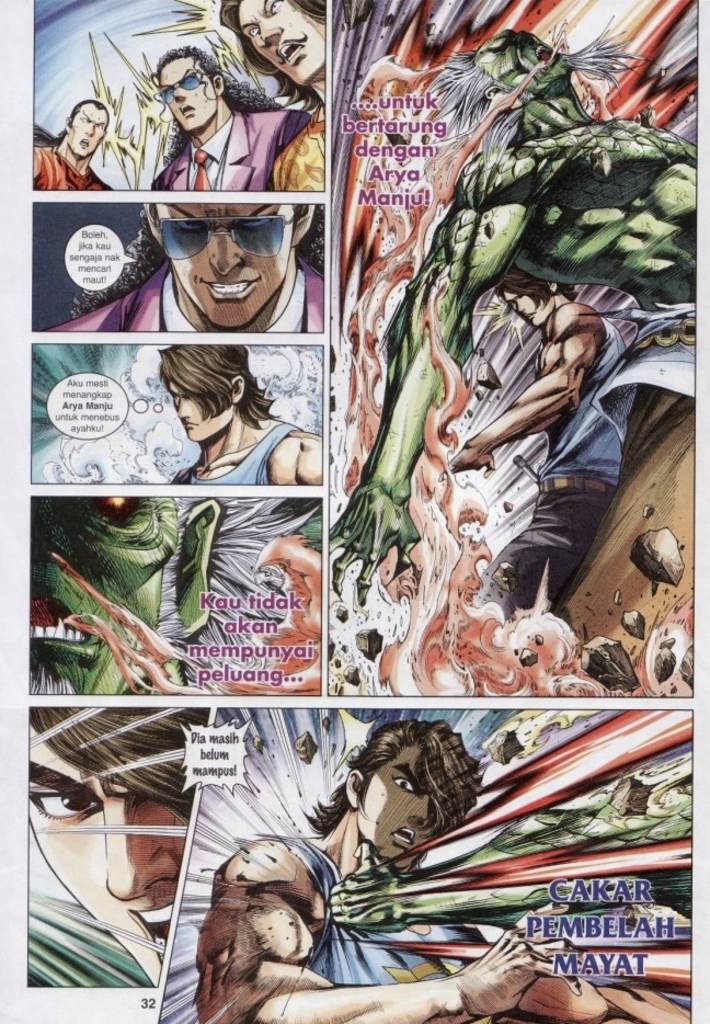 Boleh,
jika kau
sengaja nak
mencari
maut!
Aku mesti
menangkap
Arya Manju
untuk menebus
ayahku!
Kau tidak
akan
mempunyai
peluang...
....untuk
bertarung
dengan
Arya
Manju!
Dia masih
belum
mampus!
CAKAR
PEMBELAH
MAYAT
32